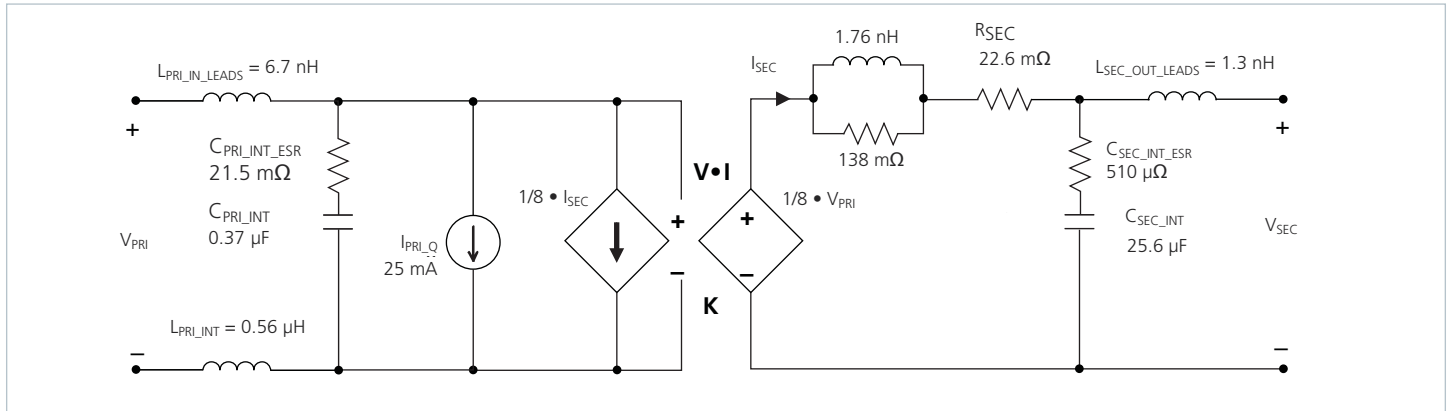 1.76 nH
R_SEC
22.6 mΩ
I_SEC
L_PRI_IN_LEADS = 6.7 nH
L_SEC_OUT_LEADS = 1.3 nH
+
+
C_PRI_INT_ESR
21.5 mΩ
138 mΩ
C_SEC_INT_ESR
510 µΩ
V•I
1/8 • I_SEC
1/8 • V_PRI
C_PRI_INT
0.37 µF
+
+
C_SEC_INT
25.6 µF
V_PRI
I_PRI_Q
25 mA
V_SEC
–
–
K
L_PRI_INT = 0.56 µH
–
–